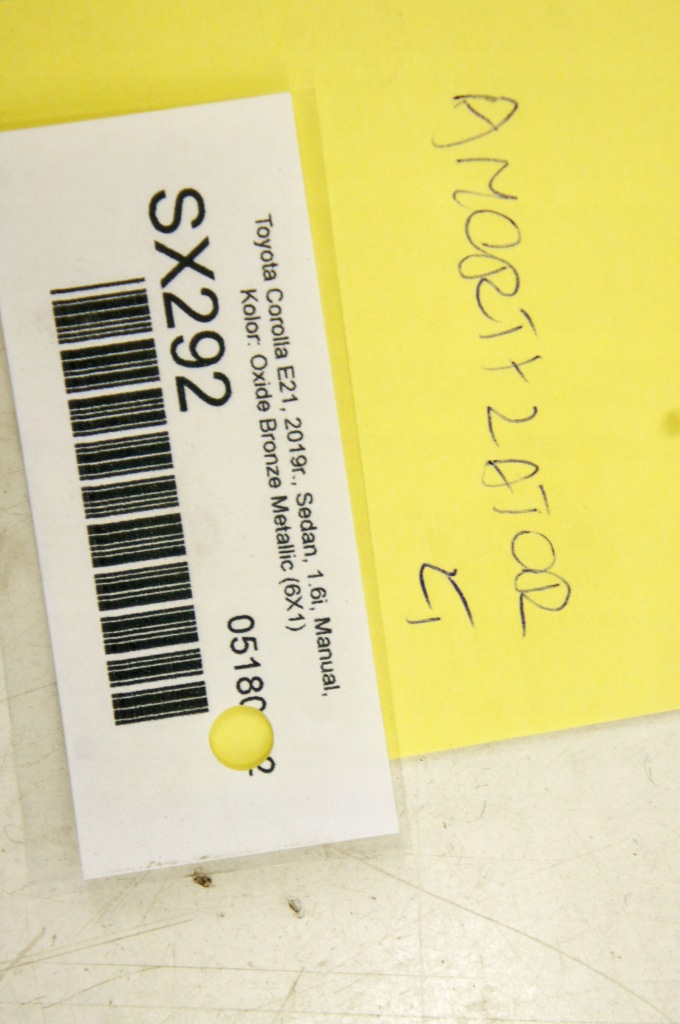 Toyota Corolla E21, 2019r., Sedan, 1.6i, Manual,
Kolor: Oxide Bronze Metallic (6X1)
SX292
AMORTYZATOR